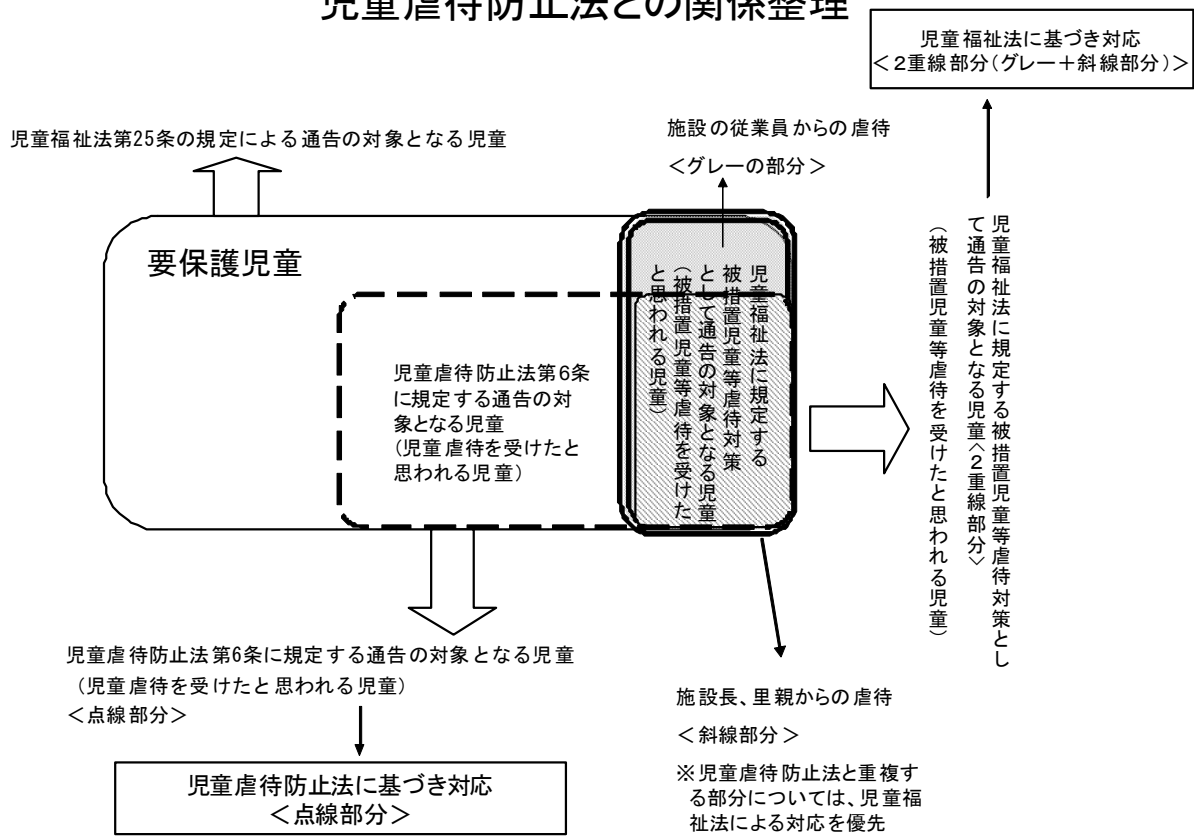 児童虐待防止法との関係整理
児童福祉法に基づき対応
＜2重線部分（グレー＋斜線部分）＞
児童福祉法第25条の規定による通告の対象となる児童
施設の従業員からの虐待
＜グレーの部分＞
要保護児童
児童福祉法に規定する
被措置児童等虐待対策
として通告の対象となる児童
（被措置児童等虐待を受けた
と思われる児童）
児童虐待防止法第6条
に規定する通告の対
象となる児童
（児童虐待を受けたと
思われる児童）
児童福祉法に規定する被措置児童等虐待対策とし
て通告の対象となる児童〈2重線部分〉
（被措置児童等虐待を受けたと思われる児童）
児童虐待防止法第6条に規定する通告の対象となる児童
（児童虐待を受けたと思われる児童）
＜点線部分＞
児童虐待防止法に基づき対応
＜点線部分＞
施設長、里親からの虐待
＜斜線部分＞
※児童虐待防止法と重複す
る部分については、児童福
祉法による対応を優先